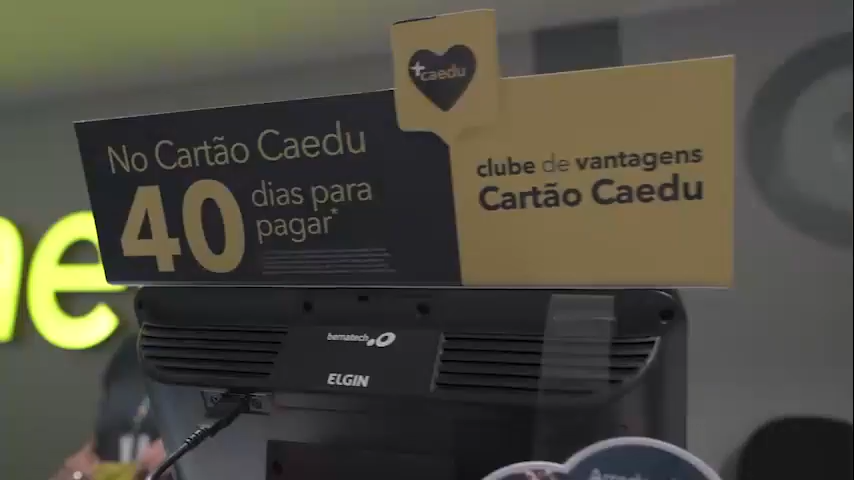 +caedu
No Cartão Caedu
40
dias para
pagar*
clube de vantagens
Cartão Caedu
bematech
ELGIN